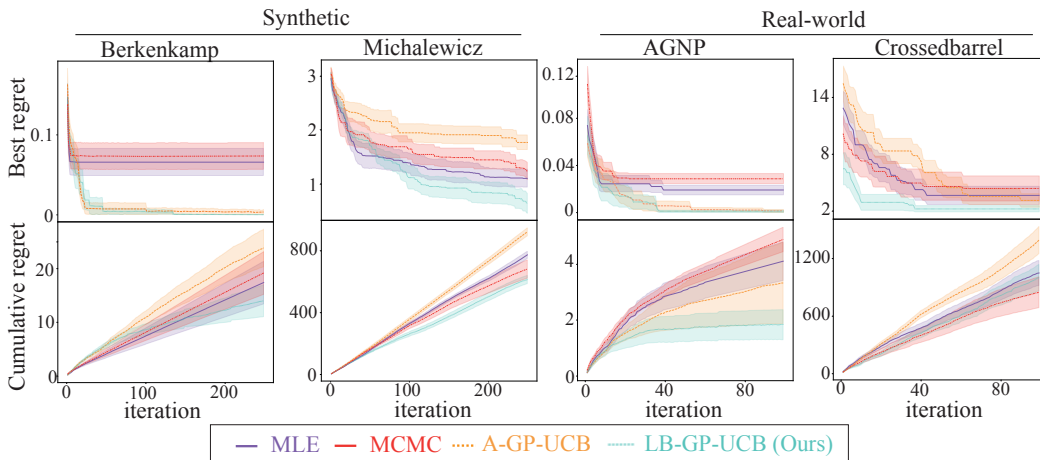 Synthetic Real-world
Berkenkamp Michalewicz AGNP Crossedbarrel
Best regret
0.1
0
3
2
1
0.12
0.08
0.04
0
14
8
2
Cumulative regret
20
10
0
800
400
0
4
2
0
1200
600
0
0 100 200
0 100 200
0 40 80
0 40 80
iteration iteration iteration iteration
MLE MCMC A-GP-UCB LB-GP-UCB (Ours)